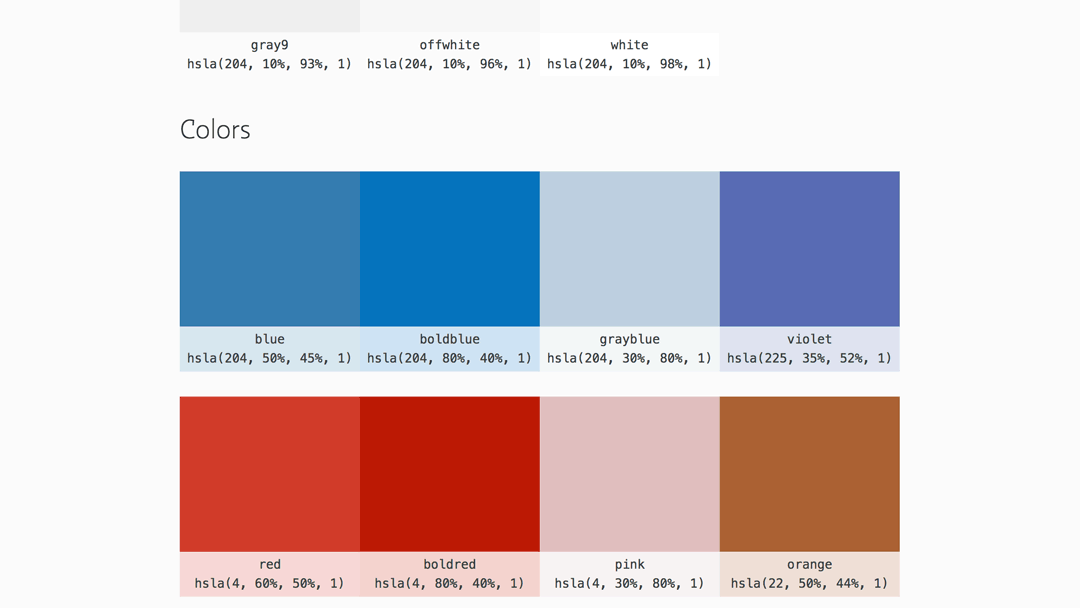 gray9
hsla(204, 10%, 93%, 1)
offwhite
hsla(204, 10%, 96%, 1)
white
hsla(204, 10%, 98%, 1)
Colors
blue
hsla(204, 50%, 45%, 1)
boldblue
hsla(204, 80%, 40%, 1)
grayblue
hsla(204, 30%, 80%, 1)
violet
hsla(225, 35%, 52%, 1)
red
hsla(4, 60%, 50%, 1)
boldred
hsla(4, 80%, 40%, 1)
pink
hsla(4, 30%, 80%, 1)
orange
hsla(22, 50%, 44%, 1)